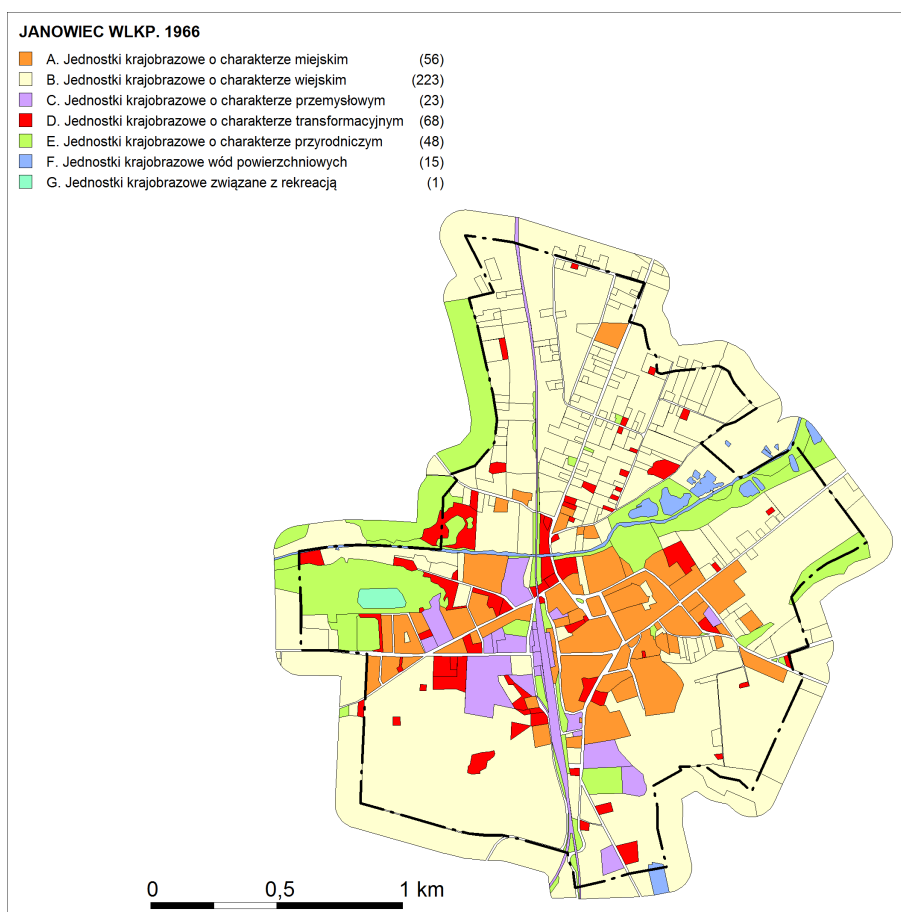 JANOWIEC WLKP. 1966
A. Jednostki krajobrazowe o charakterze miejskim (56)
B. Jednostki krajobrazowe o charakterze wiejskim (223)
C. Jednostki krajobrazowe o charakterze przemysłowym (23)
D. Jednostki krajobrazowe o charakterze transformacyjnym (68)
E. Jednostki krajobrazowe o charakterze przyrodniczym (48)
F. Jednostki krajobrazowe wód powierzchniowych (15)
G. Jednostki krajobrazowe związane z rekreacją (1)
0 0,5 1 km